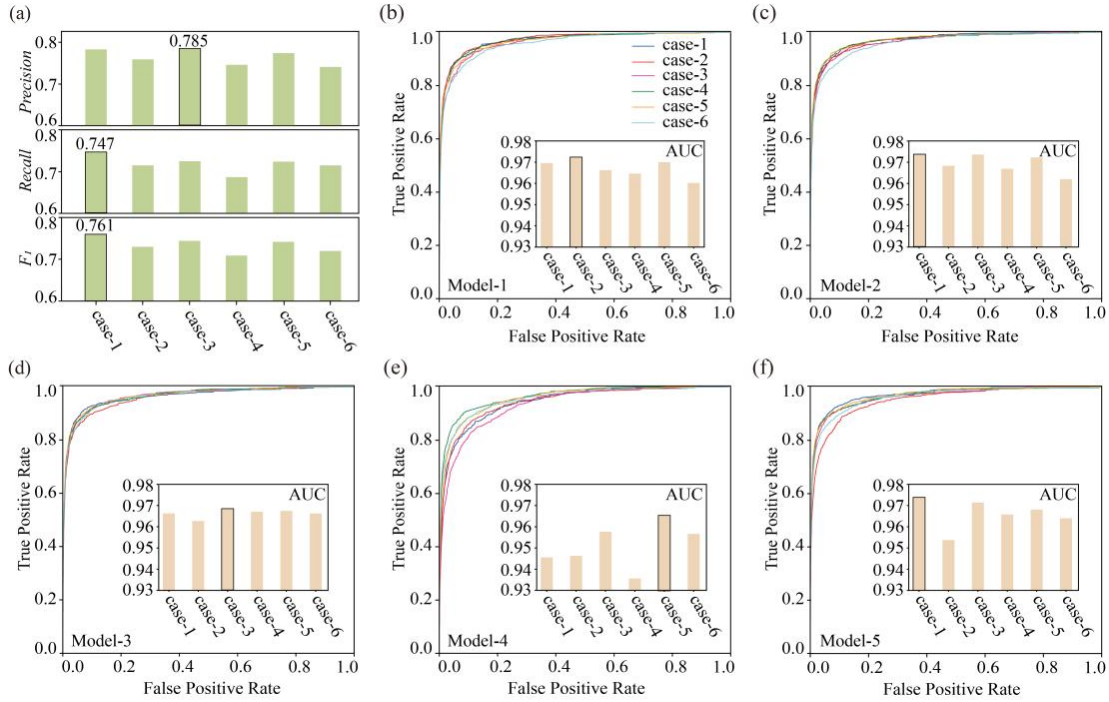 (a)
0.8
0.785
Precision
0.7
0.6
0.8
0.747
Recall
0.7
0.6
0.8
0.761
F1
0.7
0.6
case-1
case-2
case-3
case-4
case-5
case-6
(b)
1.0
case-1
case-2
case-3
case-4
case-5
case-6
0.8
0.6
0.4
0.2
0.0
True Positive Rate
0.98
AUC
0.97
0.96
0.95
0.94
0.93
case-1
case-2
case-3
case-4
case-5
case-6
Model-1
0.0 0.2 0.4 0.6 0.8 1.0
False Positive Rate
(c)
1.0
0.8
0.6
0.4
0.2
0.0
True Positive Rate
0.98
AUC
0.97
0.96
0.95
0.94
0.93
case-1
case-2
case-3
case-4
case-5
case-6
Model-2
0.0 0.2 0.4 0.6 0.8 1.0
False Positive Rate
(d)
1.0
0.8
0.6
0.4
0.2
0.0
True Positive Rate
0.98
AUC
0.97
0.96
0.95
0.94
0.93
case-1
case-2
case-3
case-4
case-5
case-6
Model-3
0.0 0.2 0.4 0.6 0.8 1.0
False Positive Rate
(e)
1.0
0.8
0.6
0.4
0.2
0.0
True Positive Rate
0.98
AUC
0.97
0.96
0.95
0.94
0.93
case-1
case-2
case-3
case-4
case-5
case-6
Model-4
0.0 0.2 0.4 0.6 0.8 1.0
False Positive Rate
(f)
1.0
0.8
0.6
0.4
0.2
0.0
True Positive Rate
0.98
AUC
0.97
0.96
0.95
0.94
0.93
case-1
case-2
case-3
case-4
case-5
case-6
Model-5
0.0 0.2 0.4 0.6 0.8 1.0
False Positive Rate